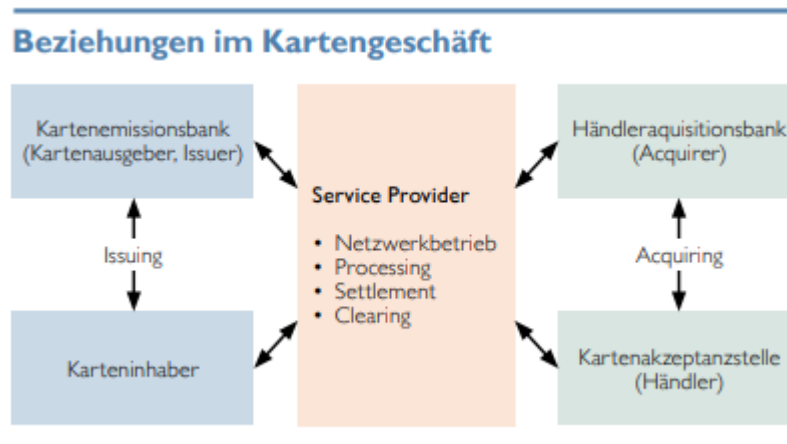 Beziehungen im Kartengeschäft
Kartenemissionsbank
(Kartenausgeber, Issuer)
Issuing
Karteninhaber
Service Provider
• Netzwerkbetrieb
• Processing
• Settlement
• Clearing
Händleraquisitionsbank
(Acquirer)
Acquiring
Kartenakzeptanzstelle
(Händler)